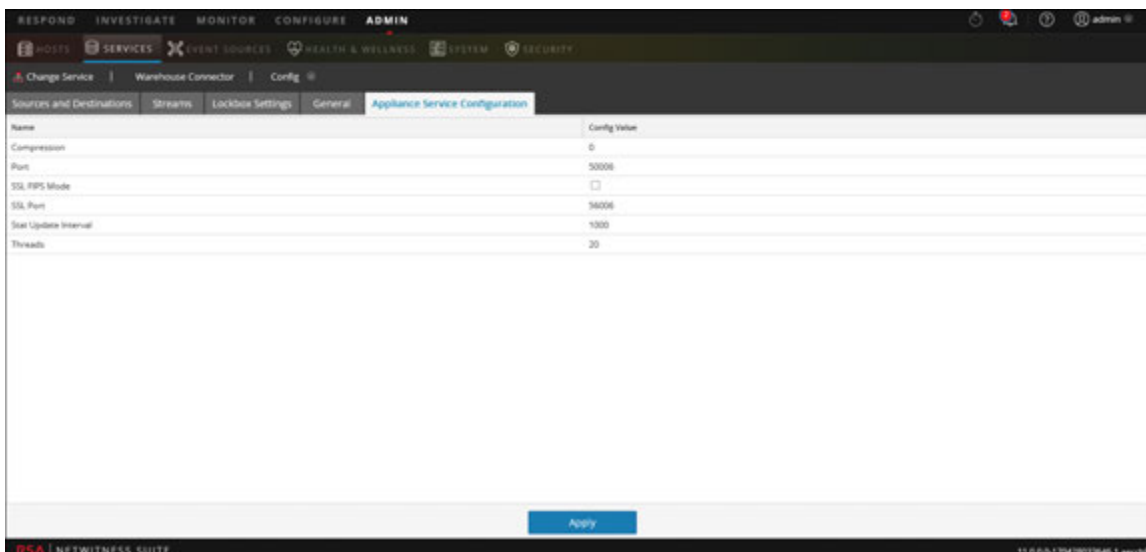 RESPOND INVESTIGATE MONITOR CONFIGURE ADMIN admin
HOSTS SERVICES EVENT SOURCES HEALTH & WELLNESS SYSTEM SECURITY
Change Service | Warehouse Connector | Config
Sources and Destinations Streams Lockbox Settings General Appliance Service Configuration
Name Config Value
Compression 0
Port 50006
SSL FIPS Mode
SSL Port 56006
Stat Update Interval 1000
Threads 20
Apply
RSA | NETWITNESS SUITE